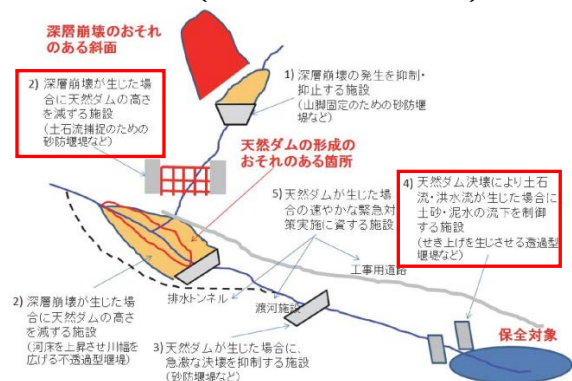 深層崩壊のおそれ
のある斜面
2) 深層崩壊が生じた場
合に天然ダムの高さ
を減ずる施設
(土石流捕捉のための
砂防堰堤など)
1) 深層崩壊の発生を抑制・
抑止する施設
(山脚固定のための砂防堰
堤など)
天然ダムの形成の
おそれのある箇所
5) 天然ダムが生じた場
合の速やかな緊急対
策実施に資する施設
4) 天然ダム決壊により土石
流・洪水流が生じた場合に
土砂・泥水の流下を制御
する施設
(せき上げを生じさせる透過型
堰堤など)
工事用道路
排水トンネル
渡河施設
2) 深層崩壊が生じた場
合に天然ダムの高さ
を減ずる施設
(河床を上昇させ川幅を
広げる不透過型堰堤)
3) 天然ダムが生じた場合に、
急激な決壊を抑制する施設
(砂防堰堤など)
保全対象